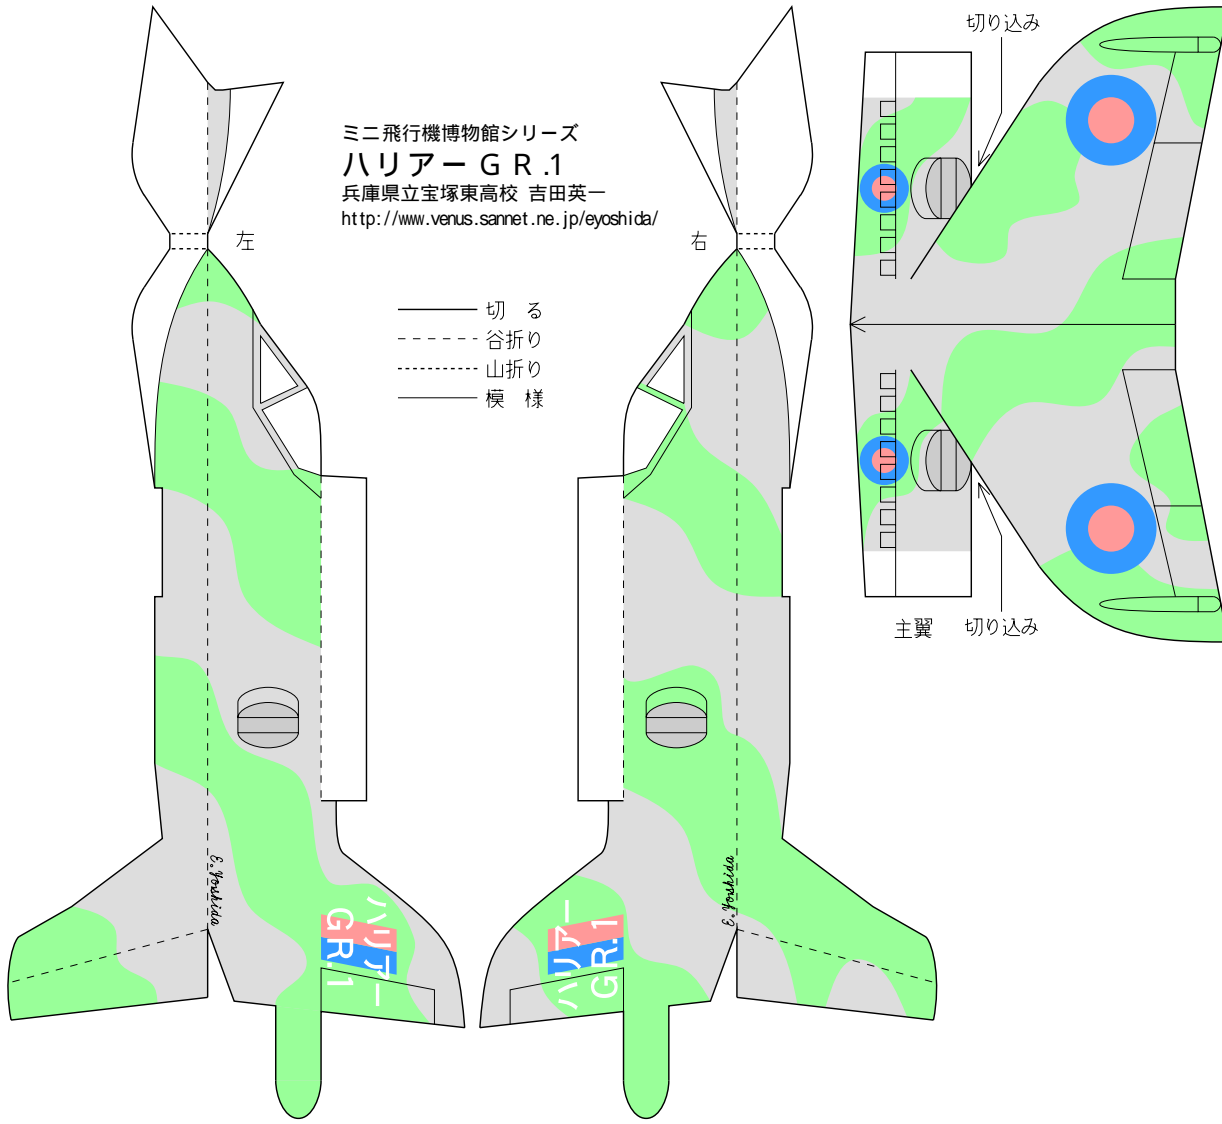 ミニ飛行機博物館シリーズ
ハリアーGR.1
兵庫県立宝塚東高校 吉田英一
http://www.venus.sannet.ne.jp/eyoshida/
左
右
切る
谷折り
山折り
模様
切り込み
主翼
切り込み
E.Yoshida
E.Yoshida
ハリアー
GR.1
ハリアー
GR.1